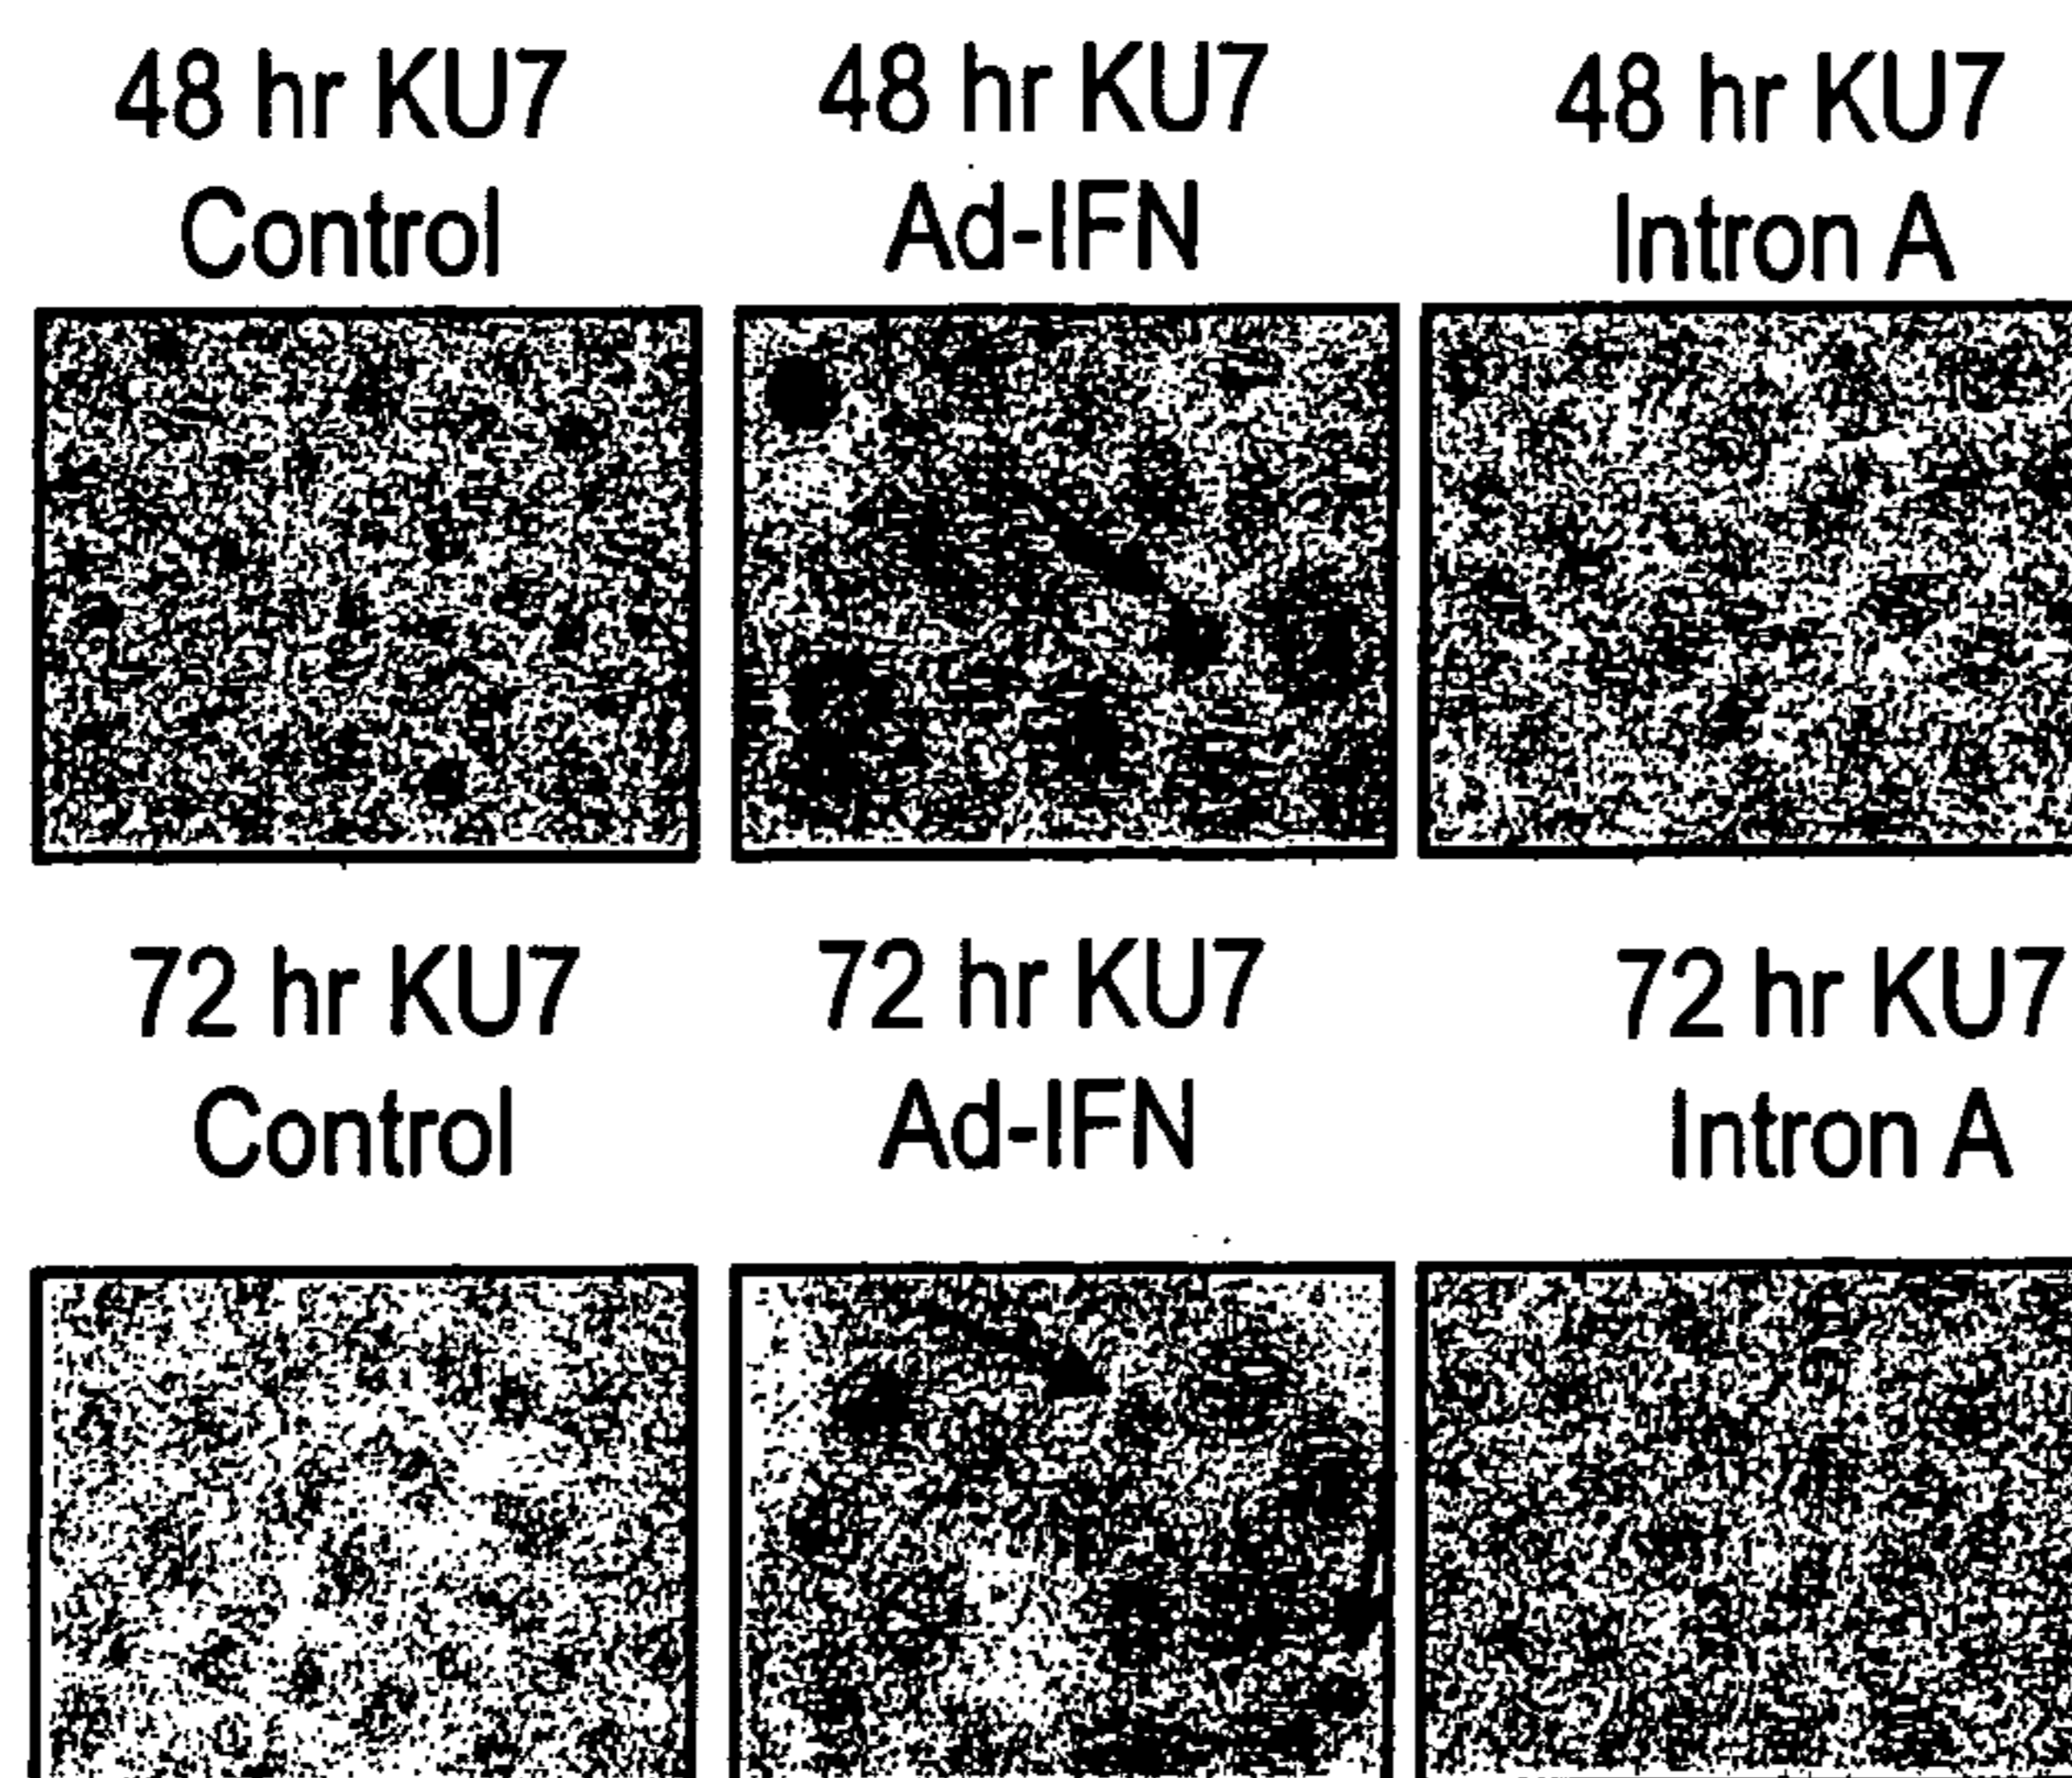 48 hr KU7
Control
48 hr KU7
Ad-IFN
48 hr KU7
Intron A
72 hr KU7
Control
72 hr KU7
Ad-IFN
72 hr KU7
Intron A